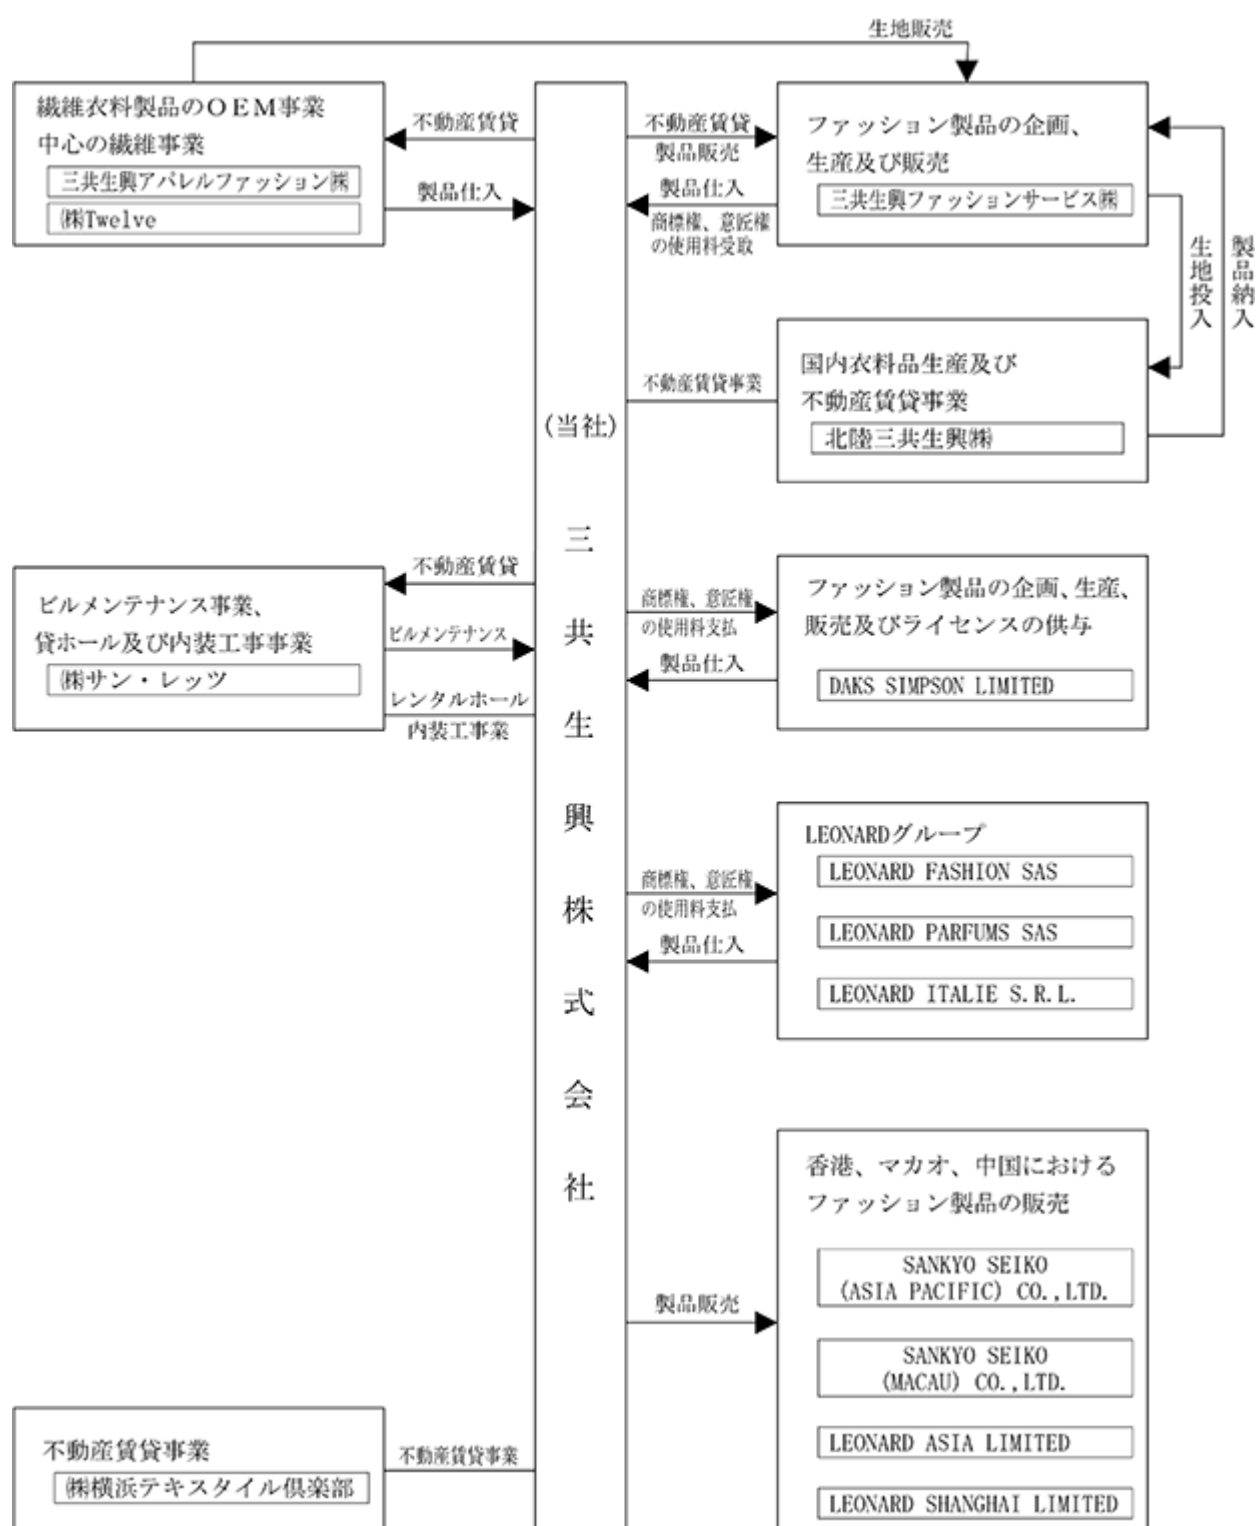 生地販売
繊維衣料製品のOEM事業
中心の繊維事業
三共生興アパレルファッション㈱
㈱Twelve
不動産賃貸
製品仕入
不動産賃貸
製品販売
製品仕入
商標権、意匠権
の使用料受取
ファッション製品の企画、
生産及び販売
三共生興ファッションサービス㈱
生地投入
製品納入
国内衣料品生産及び
不動産賃貸事業
北陸三共生興㈱
不動産賃貸事業
(当社)
三共生興株式会社
不動産賃貸
ビルメンテナンス事業、
貸ホール及び内装工事事業
㈱サン・レッツ
ビルメンテナンス
レンタルホール
内装工事業
商標権、意匠権
の使用料支払
製品仕入
ファッション製品の企画、生産、
販売及びライセンスの供与
DAKS SIMPSON LIMITED
商標権、意匠権
の使用料支払
製品仕入
LEONARDグループ
LEONARD FASHION SAS
LEONARD PARFUMS SAS
LEONARD ITALIE S.R.L.
製品販売
香港、マカオ、中国における
ファッション製品の販売
SANKYO SEIKO
(ASIA PACIFIC) CO.,LTD.
SANKYO SEIKO
(MACAU) CO.,LTD.
LEONARD ASIA LIMITED
LEONARD SHANGHAI LIMITED
不動産賃貸事業
㈱横浜テキスタイル倶楽部
不動産賃貸事業